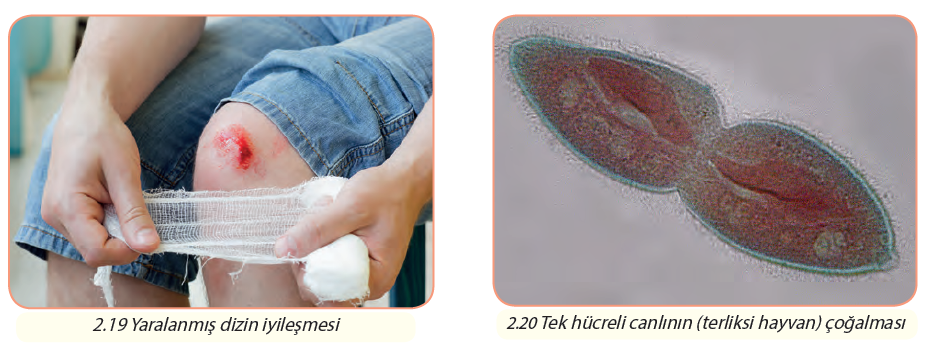 2.19 Yaralanmış dizin iyileşmesi
2.20 Tek hücreli canlının (terliksi hayvan) çoğalması